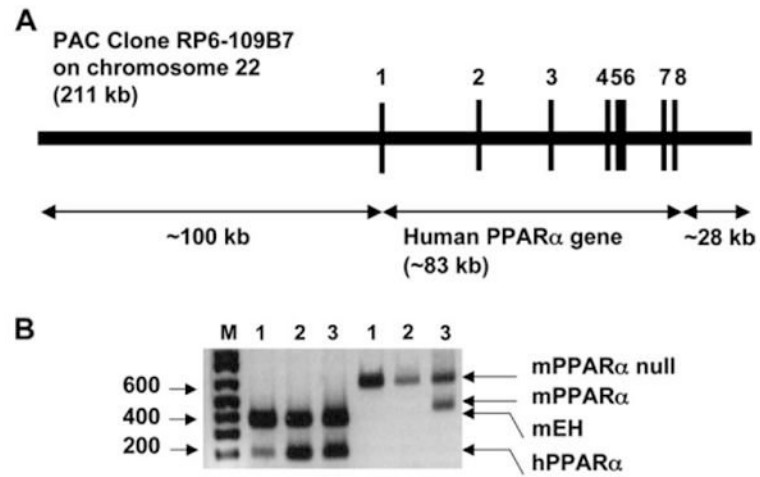 A
PAC Clone RP6-109B7
on chromosome 22
(211 kb)
1 2 3 4 5 6 7 8
~100 kb
Human PPARα gene
(~83 kb)
~28 kb
B
M 1 2 3 1 2 3
600
400
200
mPPARα null
mPPARα
mEH
hPPARα